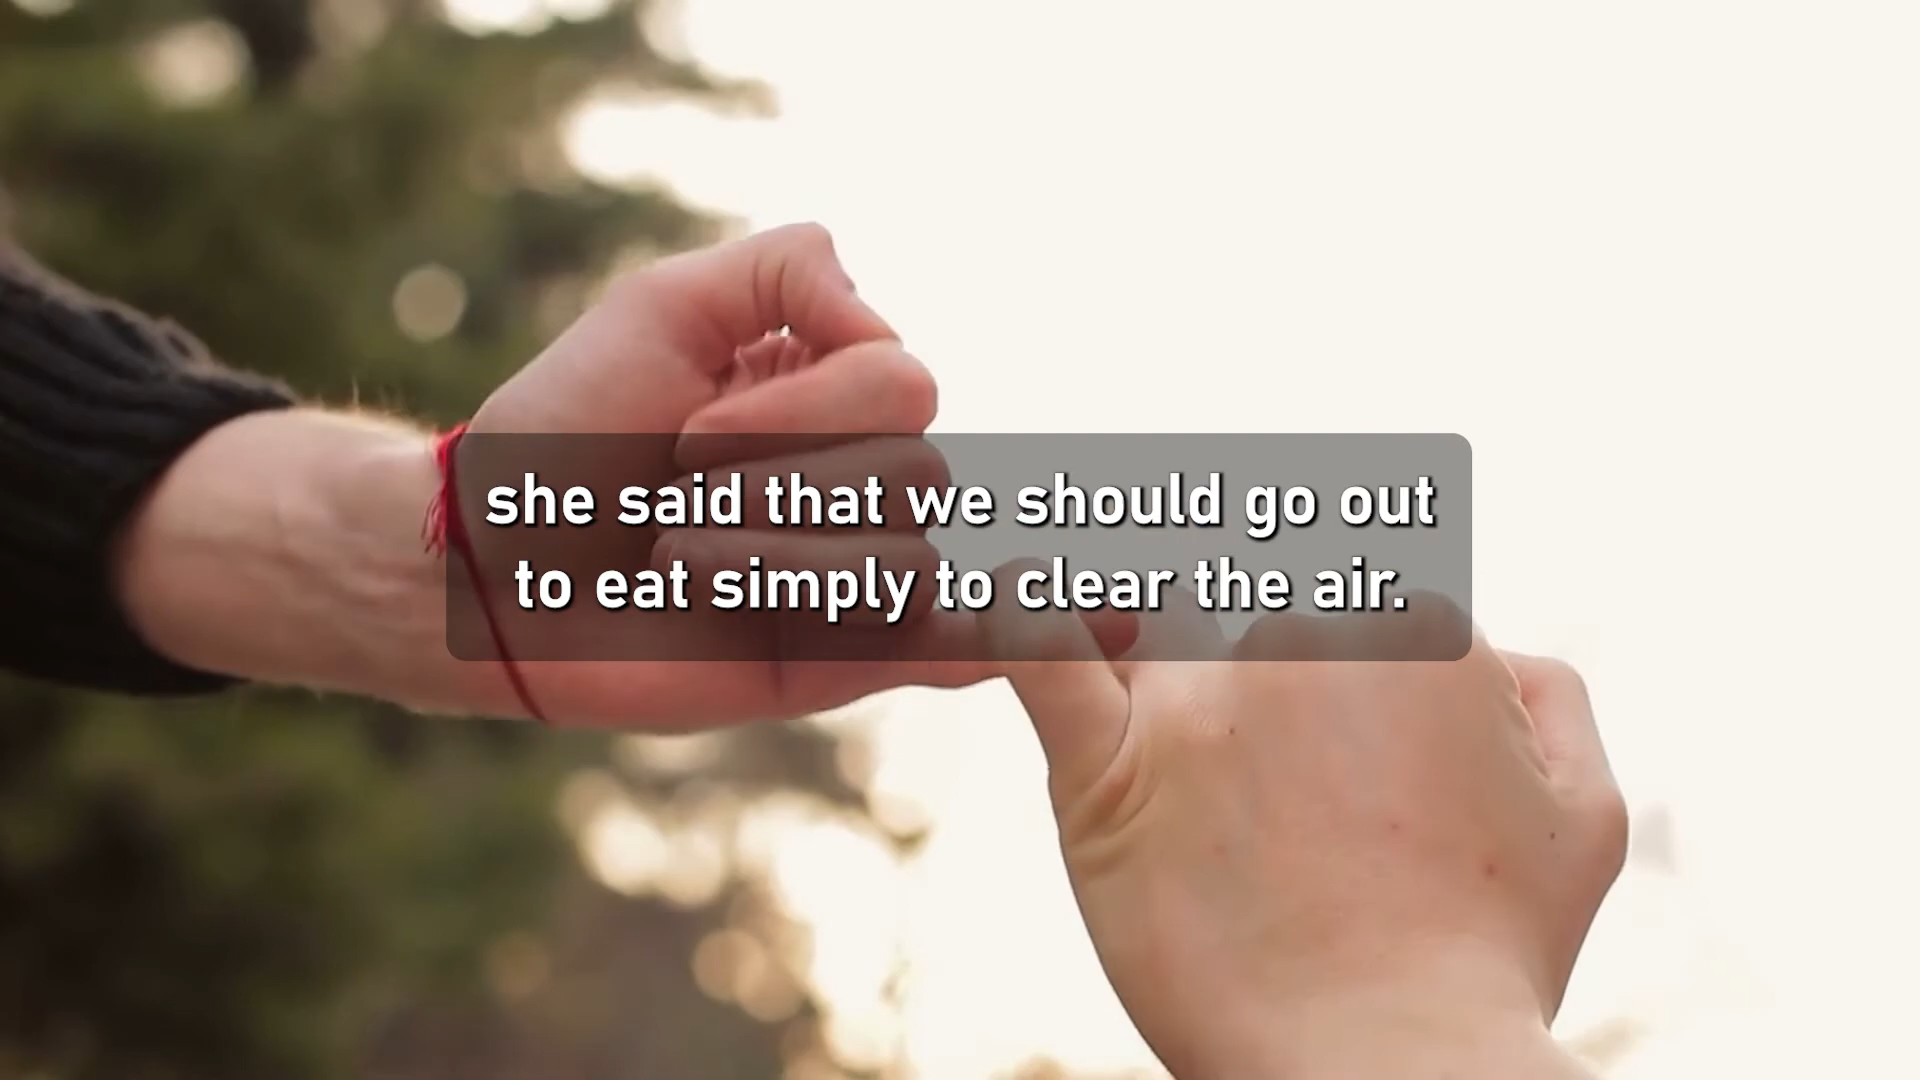 she said that we should go out
to eat simply to clear the air.